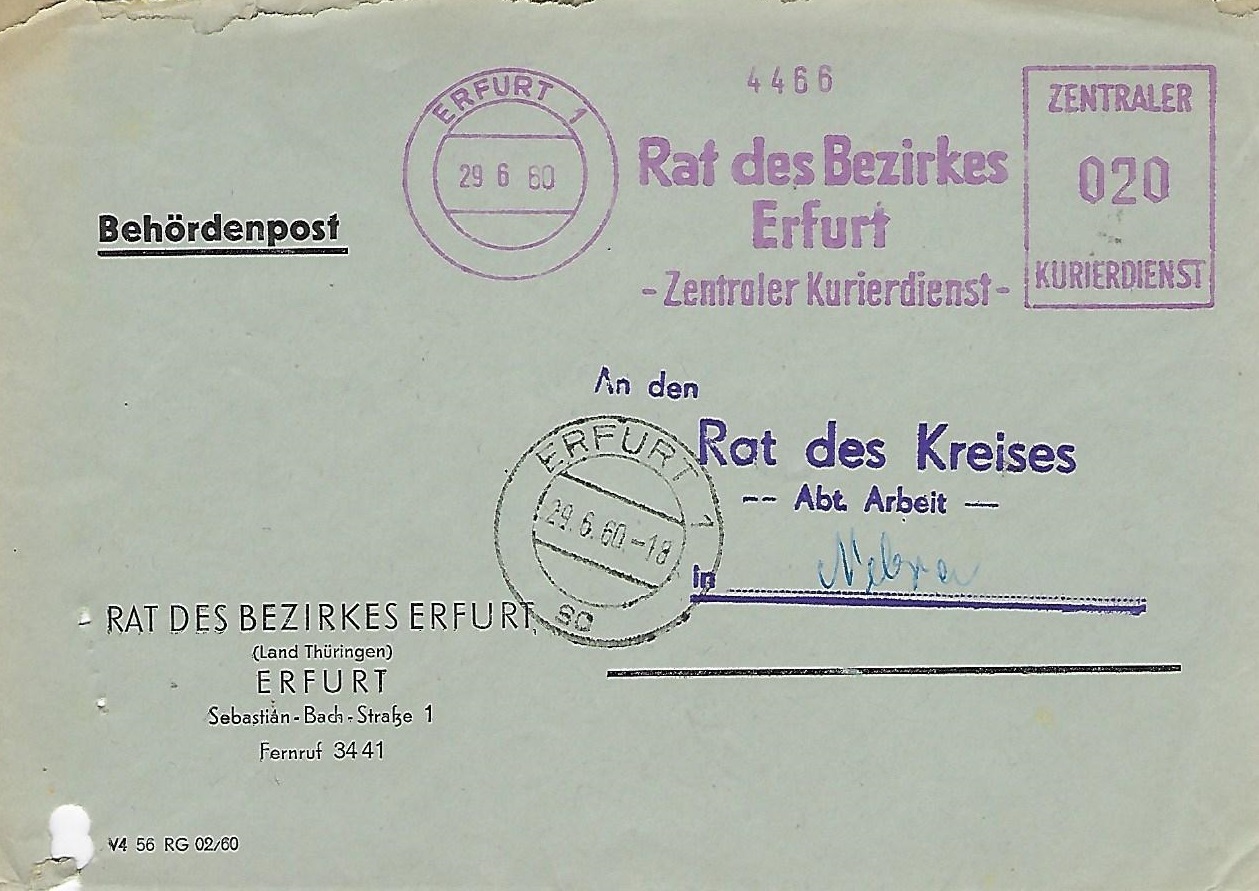 4466
ERFURT 1
29 6 60
Rat des Bezirkes
Erfurt
-Zentraler Kurierdienst-
ZENTRALER
020
KURIERDIENST
Behördenpost
An den
Rat des Kreises
-- Abt. Arbeit —
in Nebra
ERFURT 1
29.6.60.-18
sa
RAT DES BEZIRKES ERFURT
(Land Thüringen)
ERFURT
Sebastian-Bach-Straße 1
Fernruf 3441
V4 56 RG 02/60